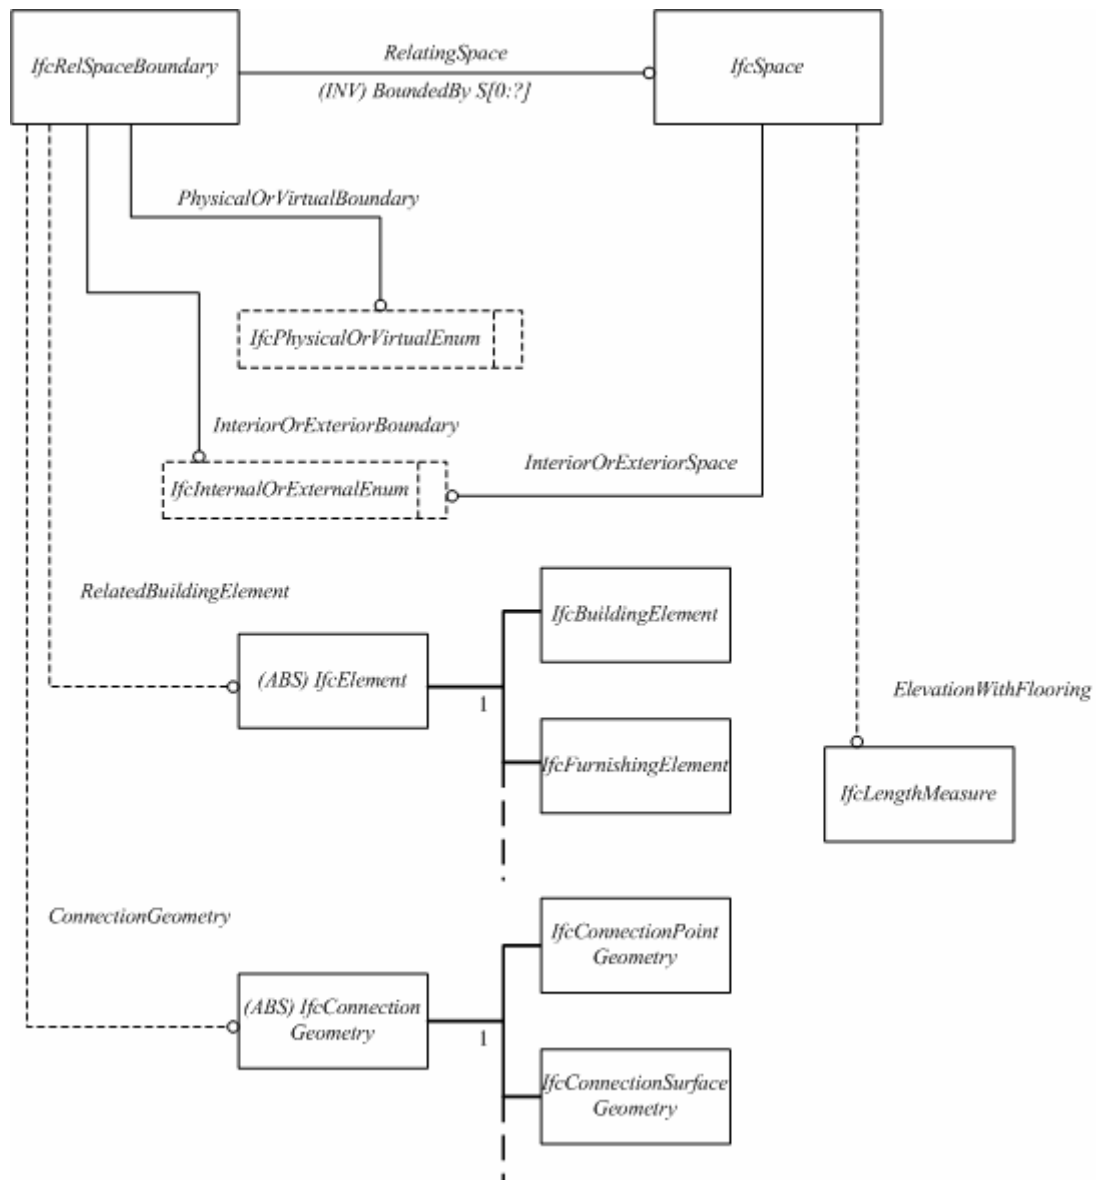 IfcRelSpaceBoundary
RelatingSpace
(INV) BoundedBy S[0:?]
IfcSpace
PhysicalOrVirtualBoundary
IfcPhysicalOrVirtualEnum
InteriorOrExteriorBoundary
IfcInternalOrExternalEnum
InteriorOrExteriorSpace
RelatedBuildingElement
IfcBuildingElement
(ABS) IfcElement
1
IfcFurnishingElement
ElevationWithFlooring
IfcLengthMeasure
ConnectionGeometry
IfcConnectionPoint
Geometry
(ABS) IfcConnection
Geometry
1
IfcConnectionSurface
Geometry